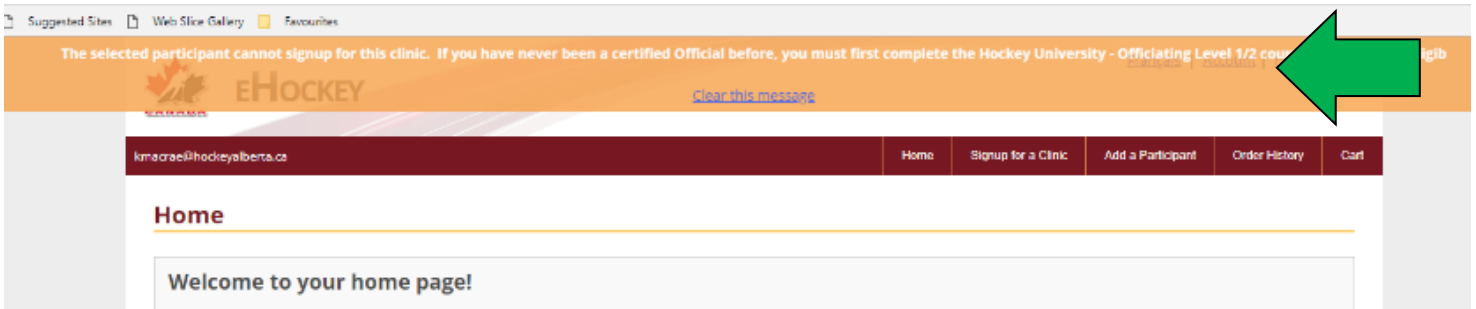 Suggested Sites Web Slice Gallery Favourites
The selected participant cannot signup for this clinic. If you have never been a certified Official before, you must first complete the Hockey University - Officiating Level 1/2
Français
EHOCKEY
Clear this message
CANADA
kmacrae@hockeyalberta.ca Home Signup for a Clinic Add a Participant Order History Cart
Home
Welcome to your home page!